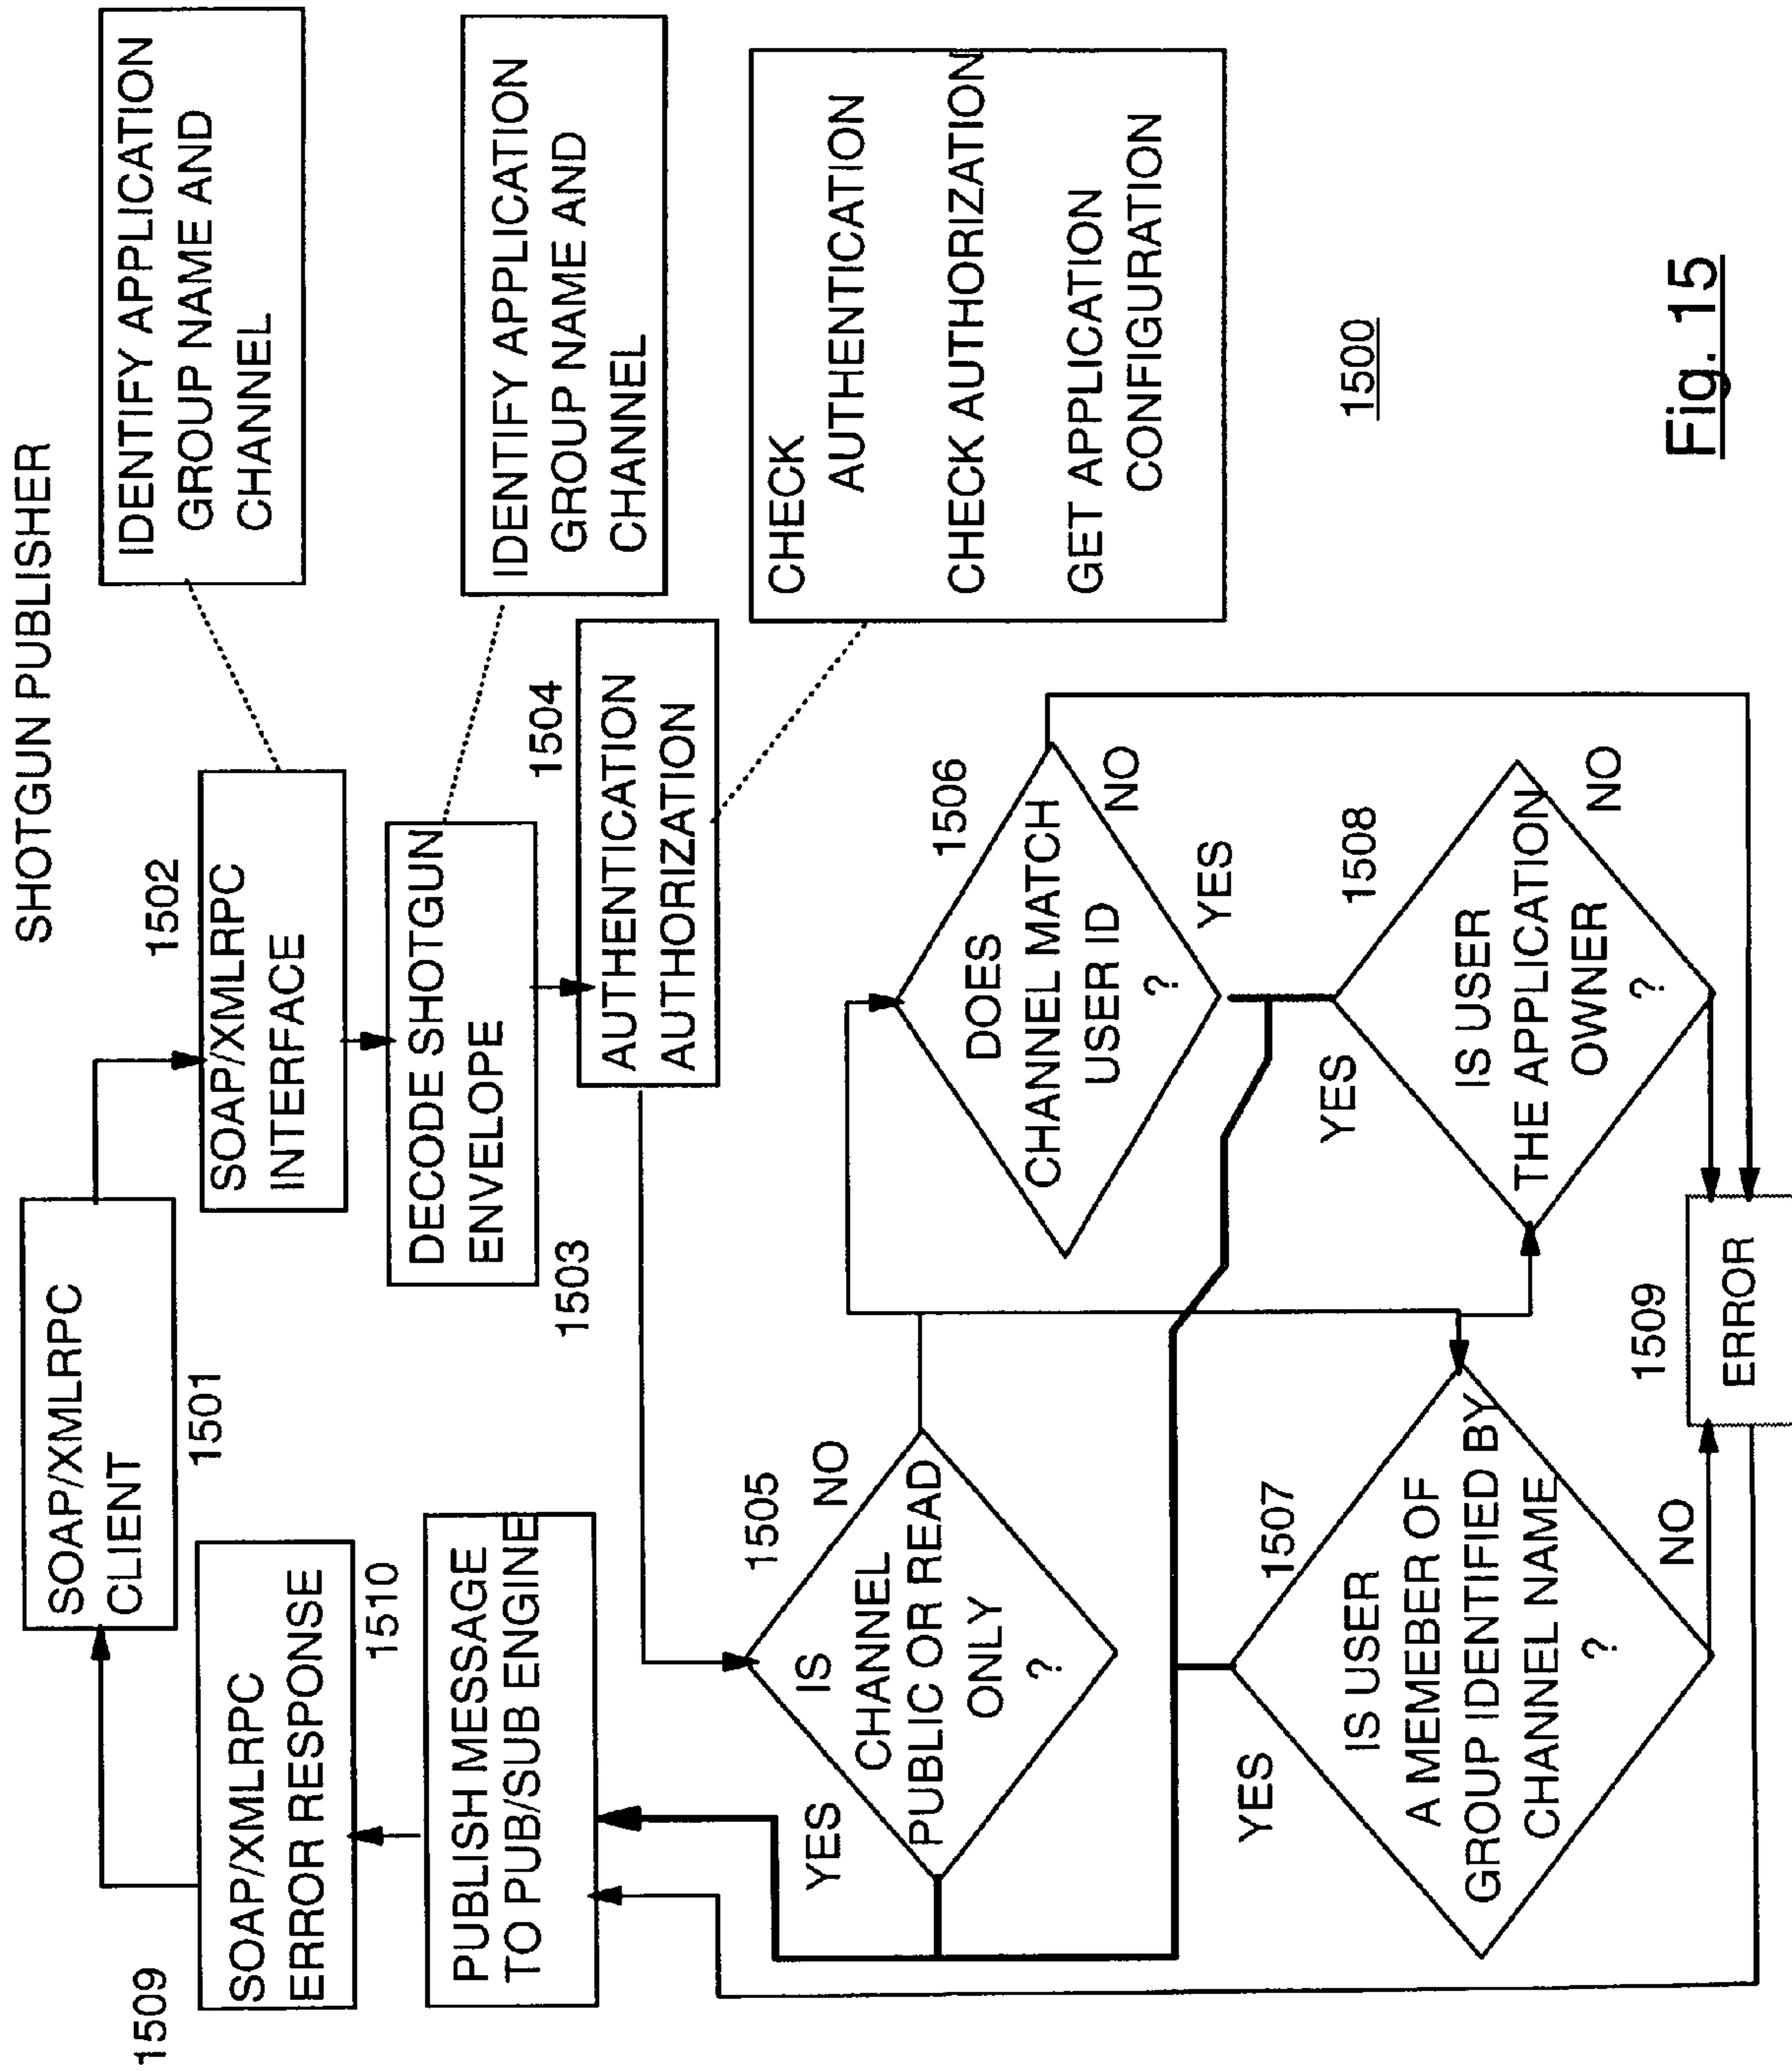 SHOTGUN PUBLISHER
SOAP/XMLRPC
CLIENT
1501
1502
SOAP/XMLRPC
INTERFACE
IDENTIFY APPLICATION
GROUP NAME AND
CHANNEL
1509
SOAP/XMLRPC
ERROR RESPONSE
1510
DECODE SHOTGUN
ENVELOPE
1503
IDENTIFY APPLICATION
GROUP NAME AND
CHANNEL
PUBLISH MESSAGE
TO PUB/SUB ENGINE
1504
AUTHENTICATION
AUTHORIZATION
CHECK
AUTHENTICATION
CHECK AUTHORIZATION
GET APPLICATION
CONFIGURATION
1505
IS
CHANNEL
PUBLIC OR READ
ONLY
?
YES
NO
1506
DOES
CHANNEL MATCH
USER ID
?
NO
YES
1507
IS USER
A MEMEBER OF
GROUP IDENTIFIED BY
CHANNEL NAME
?
YES
NO
1508
IS USER
THE APPLICATION
OWNER
?
YES
NO
1509
ERROR
1500
Fig. 15